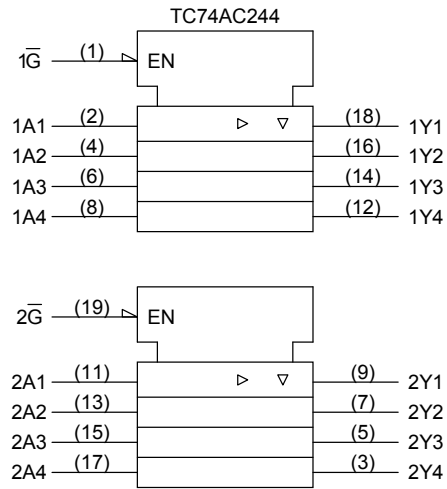 TC74AC244
1G̅ (1) EN
1A1 (2) (18) 1Y1
1A2 (4) (16) 1Y2
1A3 (6) (14) 1Y3
1A4 (8) (12) 1Y4
2G̅ (19) EN
2A1 (11) (9) 2Y1
2A2 (13) (7) 2Y2
2A3 (15) (5) 2Y3
2A4 (17) (3) 2Y4